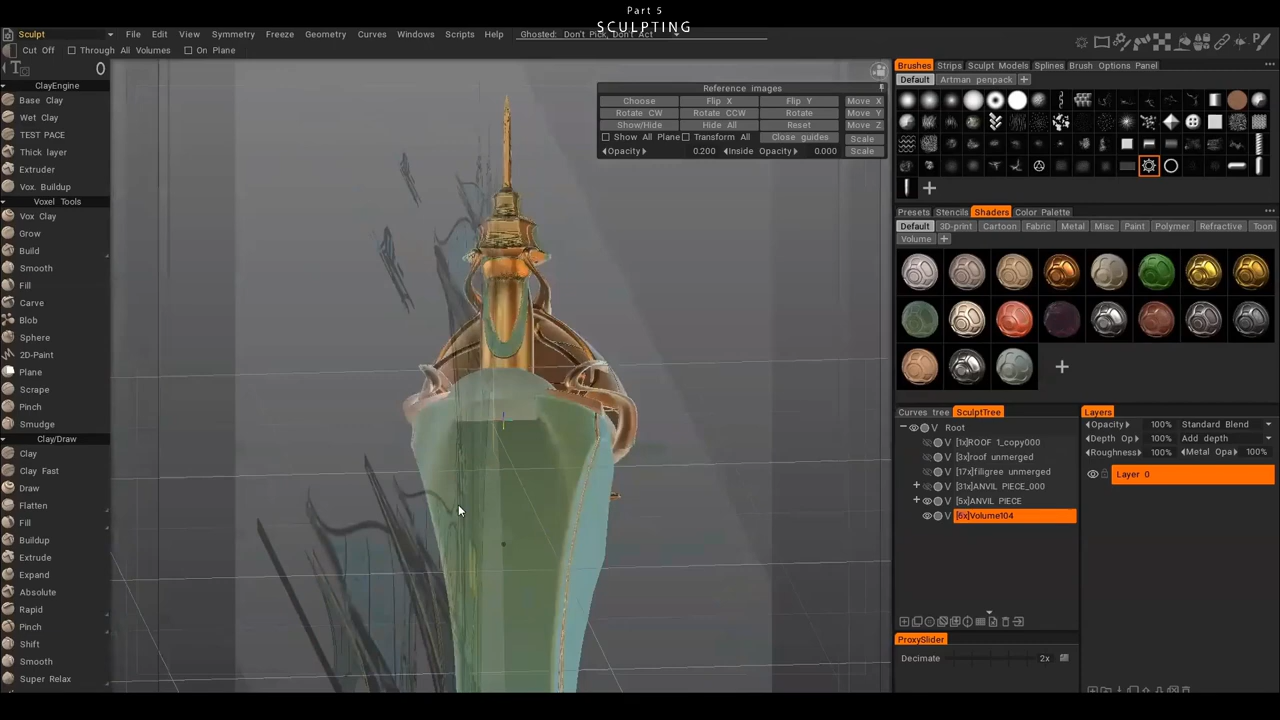 Part 5
SCULPTING
Sculpt File Edit View Symmetry Freeze Geometry Curves Windows Scripts Help Ghosted: Don't Pick, Don't Act
Cut Off Through All Volumes On Plane
0
ClayEngine
Base Clay
Wet Clay
TEST PACE
Thick layer
Extruder
Vox. Buildup
Voxel Tools
Vox Clay
Grow
Build
Smooth
Fill
Carve
Blob
Sphere
2D-Paint
Plane
Scrape
Pinch
Smudge
Clay/Draw
Clay
Clay Fast
Draw
Flatten
Fill
Buildup
Extrude
Expand
Absolute
Rapid
Pinch
Shift
Smooth
Super Relax
Reference images
Choose Flip X Flip Y Move X
Rotate CW Rotate CCW Rotate Move Y
Show/Hide Hide All Reset Move Z
Show All Plane Transform All Close guides Scale
Opacity 0.200 Inside Opacity 0.000 Scale
Brushes Strips Sculpt Models Splines Brush Options Panel
Default Artman penpack
Presets Stencils Shaders Color Palette
Default 3D-print Cartoon Fabric Metal Misc Paint Polymer Refractive Toon
Volume
Curves tree SculptTree
V Root
V [1x]ROOF 1_copy000
V [3x]roof unmerged
V [17x]filigree unmerged
V [31x]ANVIL PIECE_000
V [5x]ANVIL PIECE
V [6x]Volume104
Layers
Opacity 100% Standard Blend
Depth Op 100% Add depth
Roughness 100% Metal Opa 100%
Layer 0
ProxySlider
Decimate 2x